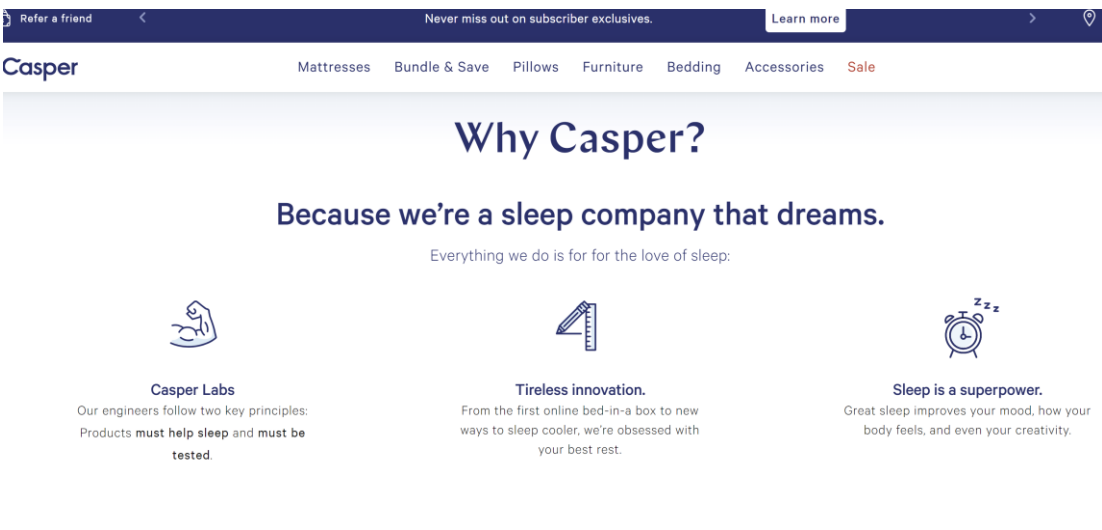 Refer a friend
Never miss out on subscriber exclusives.
Learn more
Casper
Mattresses Bundle & Save Pillows Furniture Bedding Accessories Sale
Why Casper?
Because we're a sleep company that dreams.
Everything we do is for for the love of sleep:
z z z
Casper Labs
Our engineers follow two key principles:
Products must help sleep and must be
tested.
Tireless innovation.
From the first online bed-in-a box to new
ways to sleep cooler, we're obsessed with
your best rest.
Sleep is a superpower.
Great sleep improves your mood, how your
body feels, and even your creativity.